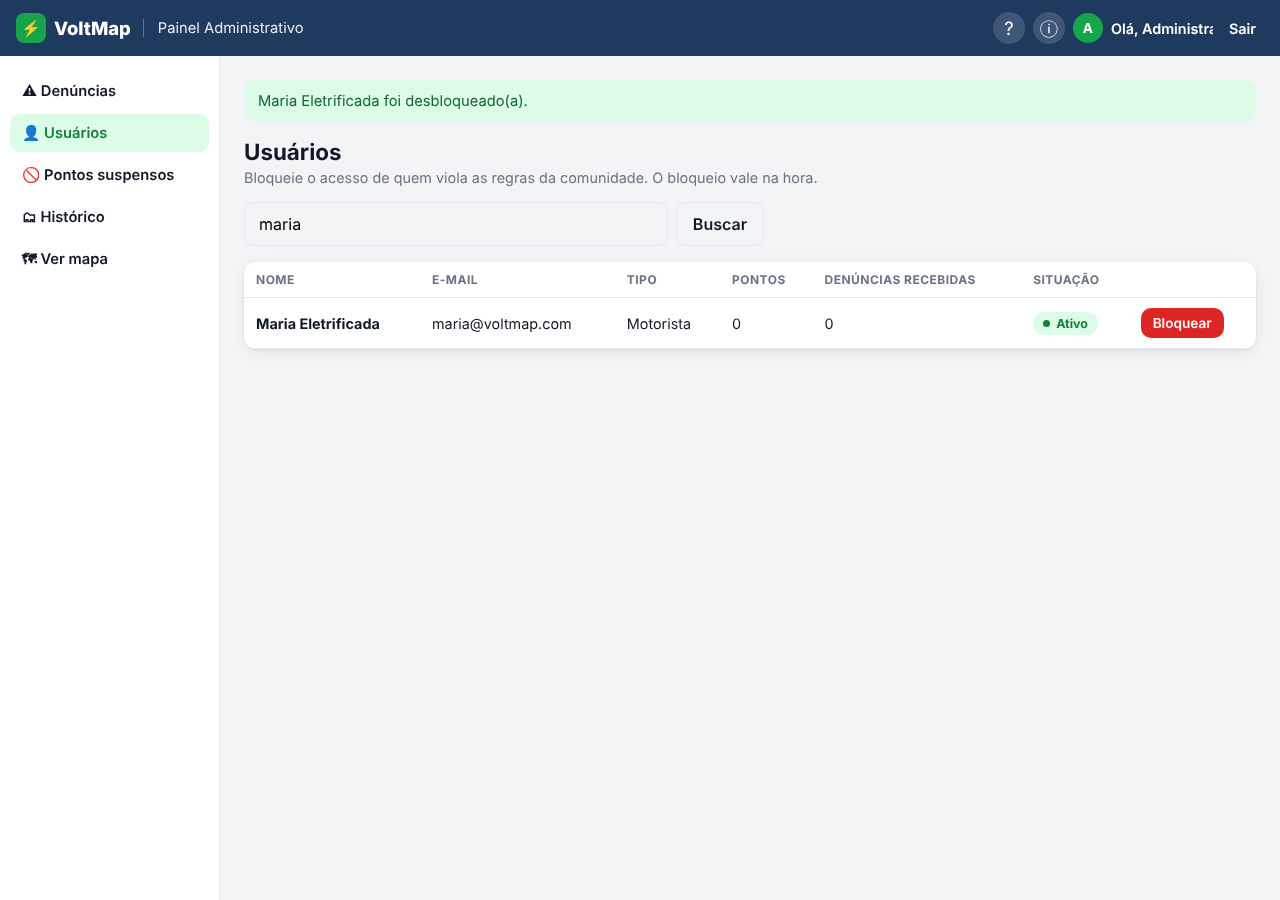 VoltMap Painel Administrativo ? i A Olá, Administra Sair
Denúncias
Usuários
Pontos suspensos
Histórico
Ver mapa
Maria Eletrificada foi desbloqueado(a).
Usuários
Bloqueie o acesso de quem viola as regras da comunidade. O bloqueio vale na hora.
maria Buscar
NOME E-MAIL TIPO PONTOS DENÚNCIAS RECEBIDAS SITUAÇÃO
Maria Eletrificada maria@voltmap.com Motorista 0 0 Ativo Bloquear